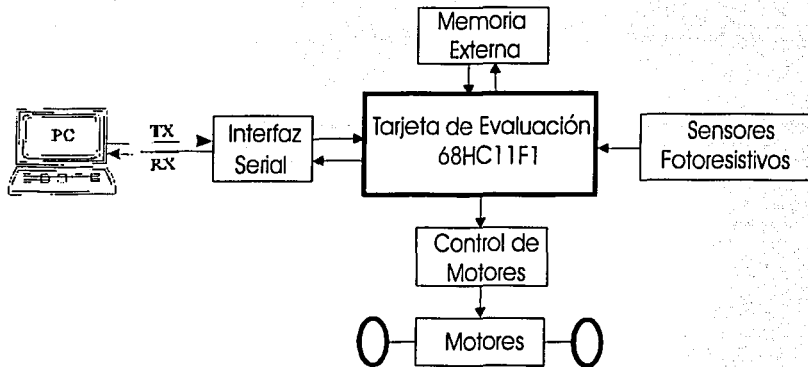 Memoria
Externa
PC
TX
RX
Interfaz
Serial
Tarjeta de Evaluación
68HC11F1
Sensores
Fotoresistivos
Control de
Motores
Motores